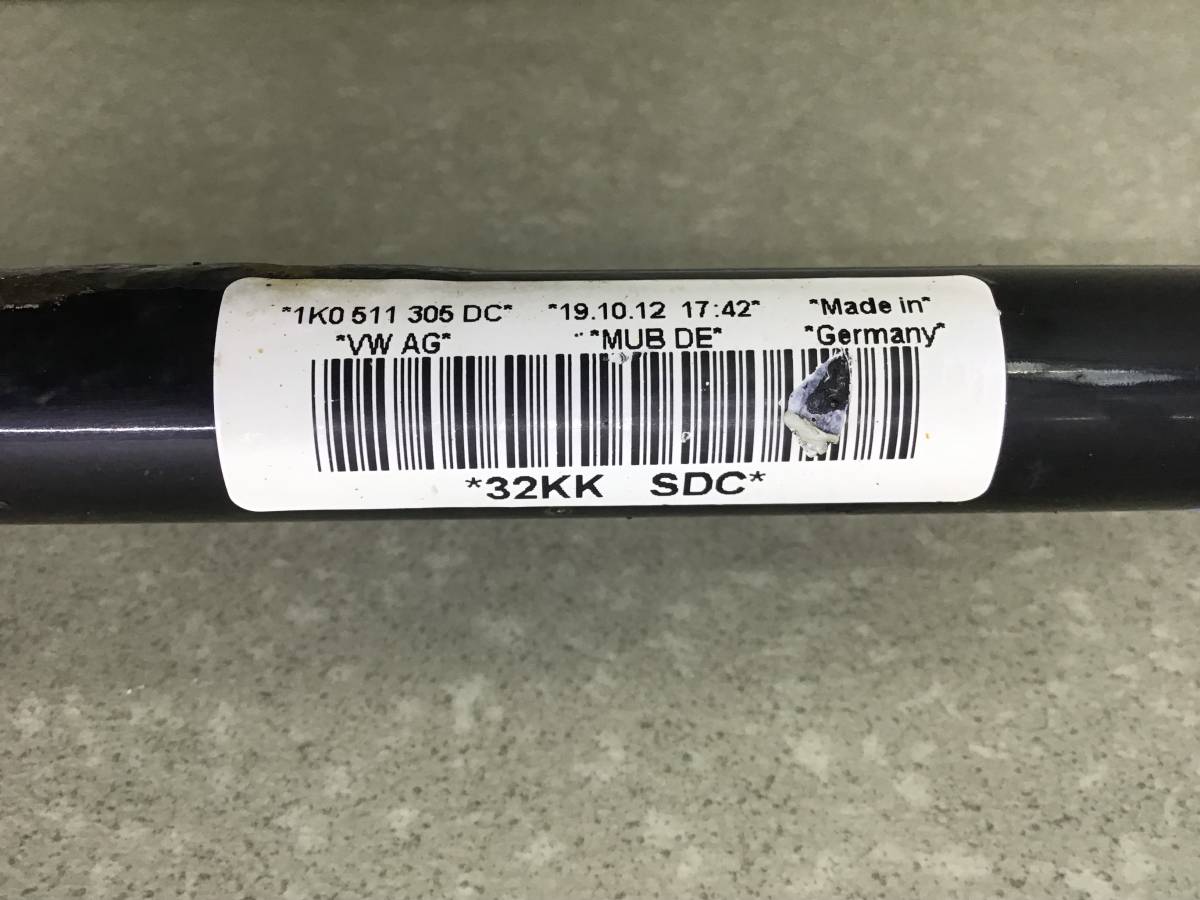 *1K0 511 305 DC* *19.10.12 17:42* *Made in*
*VW AG* *MUB DE* *Germany*
*32KK SDC*